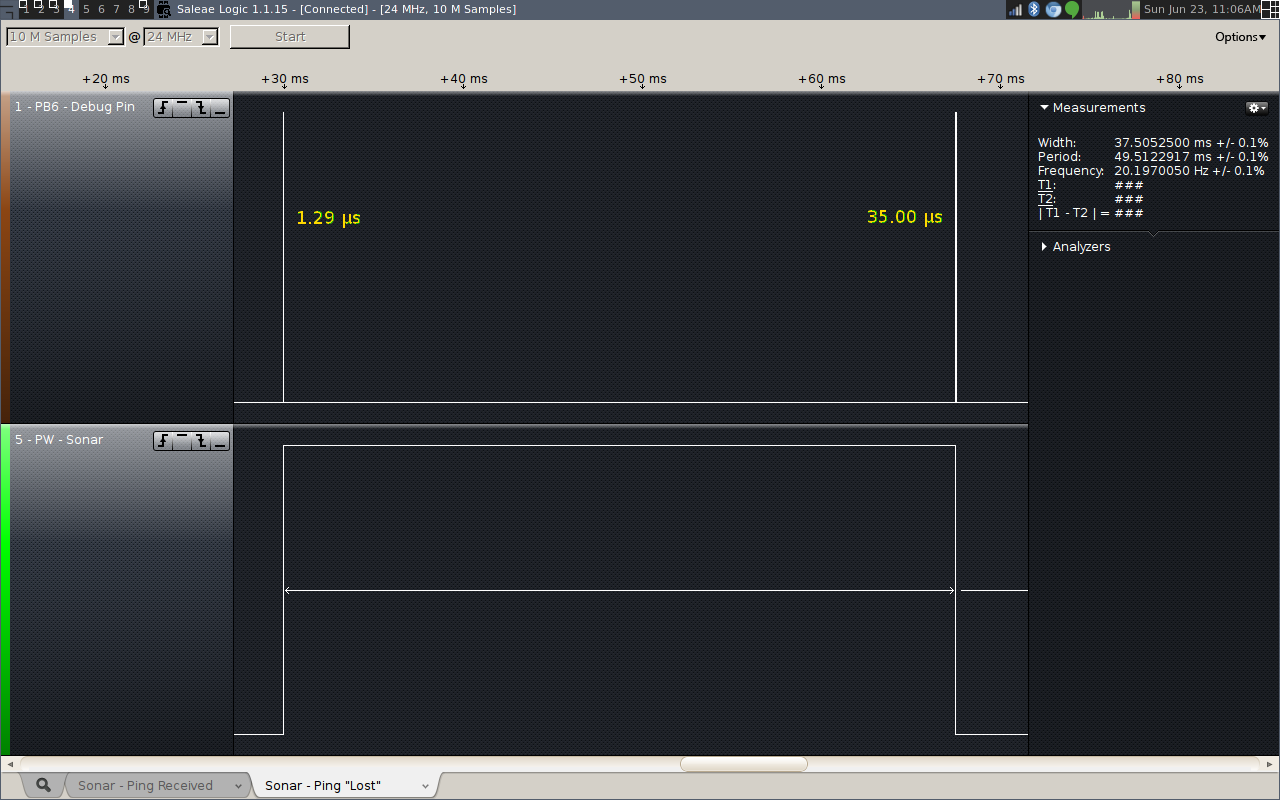 1 2 3 4 5 6 7 8 9 Saleae Logic 1.1.15 - [Connected] - [24 MHz, 10 M Samples] Sun Jun 23, 11:06AM
10 M Samples @ 24 MHz Start Options
+20 ms +30 ms +40 ms +50 ms +60 ms +70 ms +80 ms
1 - PB6 - Debug Pin
Measurements
Width: 37.5052500 ms +/- 0.1%
Period: 49.5122917 ms +/- 0.1%
Frequency: 20.1970050 Hz +/- 0.1%
T1: ###
T2: ###
| T1 - T2 | = ###
1.29 µs 35.00 µs
Analyzers
5 - PW - Sonar
Sonar - Ping Received Sonar - Ping "Lost"